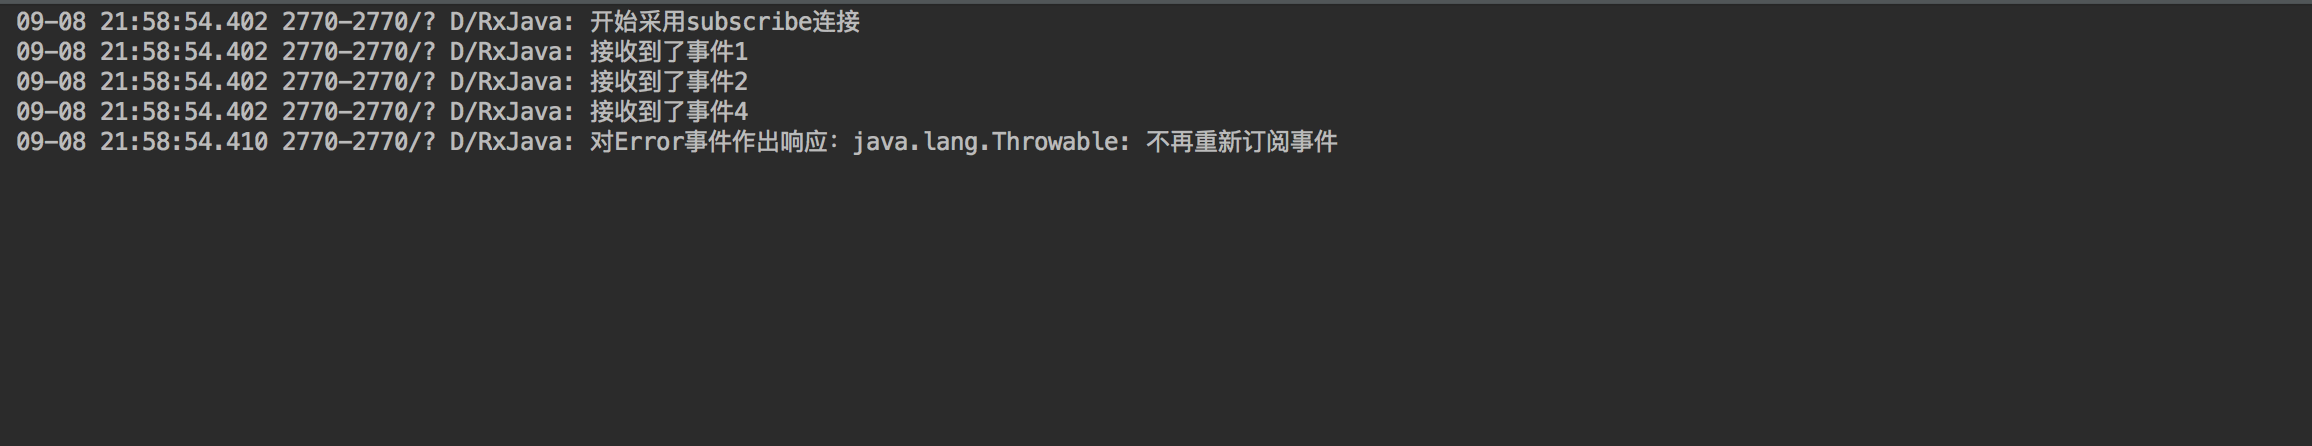 09-08 21:58:54.402 2770-2770/? D/RxJava: 开始采用subscribe连接
09-08 21:58:54.402 2770-2770/? D/RxJava: 接收到了事件1
09-08 21:58:54.402 2770-2770/? D/RxJava: 接收到了事件2
09-08 21:58:54.402 2770-2770/? D/RxJava: 接收到了事件4
09-08 21:58:54.410 2770-2770/? D/RxJava: 对Error事件作出响应：java.lang.Throwable: 不再重新订阅事件